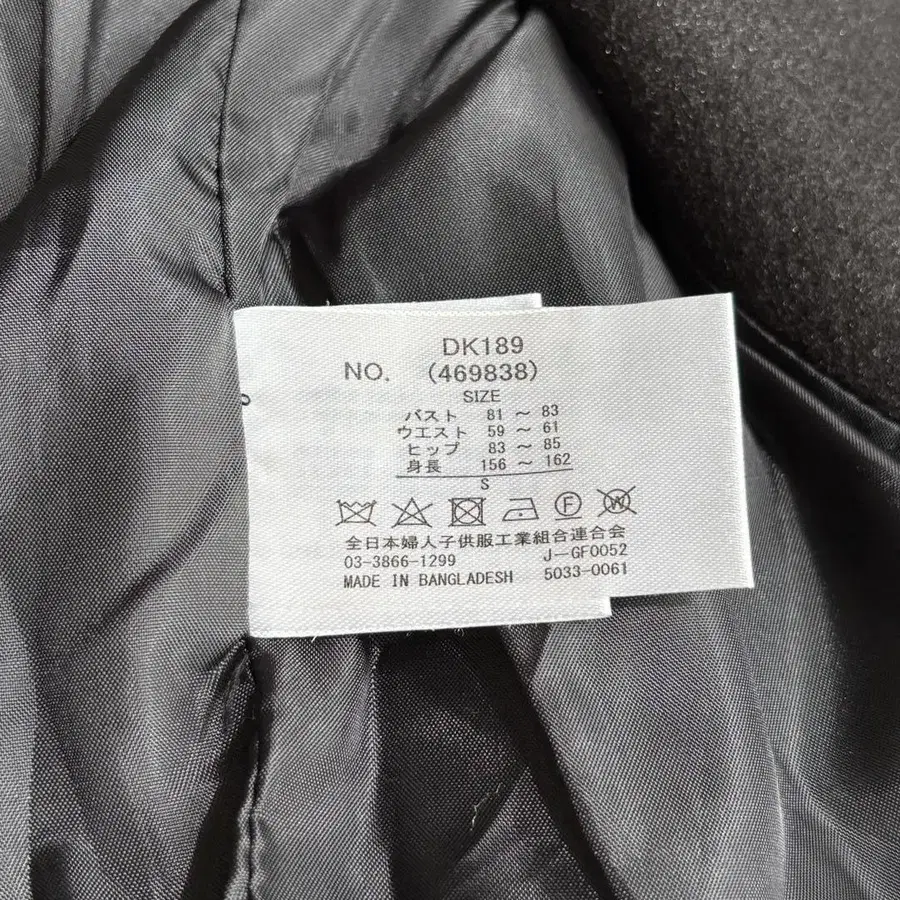 DK189
NO. (469838)
SIZE
バスト 81 ～ 83
ウエスト 59 ～ 61
ヒップ 83 ～ 85
身長 156 ～ 162
S
F W
全日本婦人子供服工業組合連合会
03-3866-1299 J-GF0052
MADE IN BANGLADESH 5033-0061